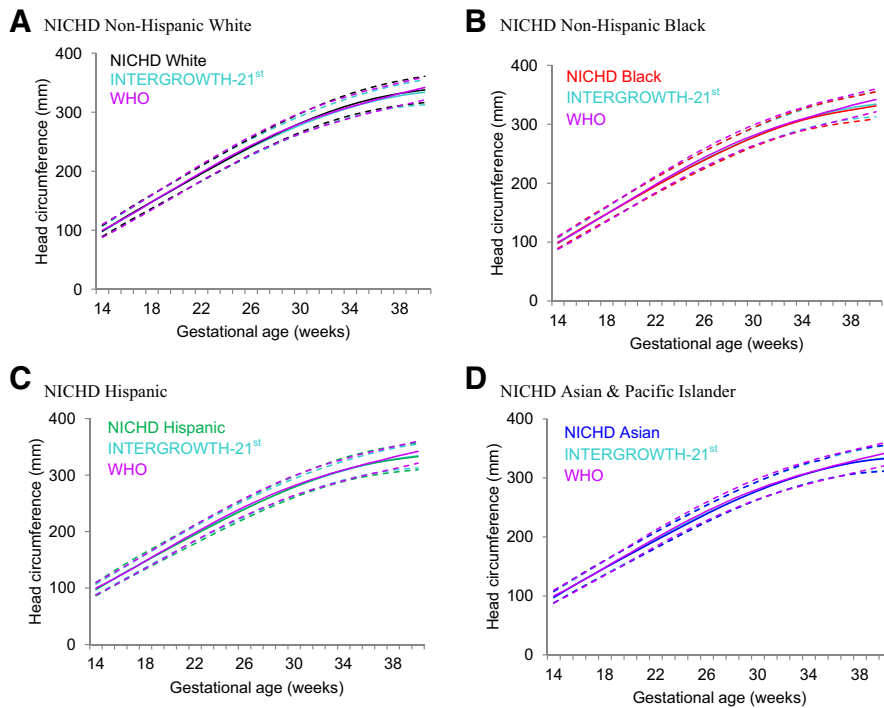 A NICHD Non-Hispanic White
NICHD White
INTERGROWTH-21st
WHO
Head circumference (mm)
400
300
200
100
0
14 18 22 26 30 34 38
Gestational age (weeks)
B NICHD Non-Hispanic Black
NICHD Black
INTERGROWTH-21st
WHO
Head circumference (mm)
400
300
200
100
0
14 18 22 26 30 34 38
Gestational age (weeks)
C NICHD Hispanic
NICHD Hispanic
INTERGROWTH-21st
WHO
Head circumference (mm)
400
300
200
100
0
14 18 22 26 30 34 38
Gestational age (weeks)
D NICHD Asian & Pacific Islander
NICHD Asian
INTERGROWTH-21st
WHO
Head circumference (mm)
400
300
200
100
0
14 18 22 26 30 34 38
Gestational age (weeks)